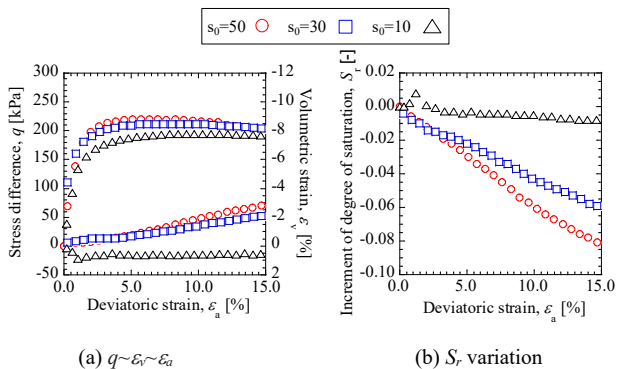 s₀=50 s₀=30 s₀=10
300
250
200
150
100
50
0
-50
Stress difference, q [kPa]
-12
-10
-8
-6
-4
-2
0
2
Volumetric strain, εᵥ [%]
0.0 5.0 10.0 15.0
Deviatoric strain, εₐ [%]
(a) q~εᵥ~εₐ
0.02
0.00
-0.02
-0.04
-0.06
-0.08
-0.10
Increment of degree of saturation, Sᵣ [-]
0.0 5.0 10.0 15.0
Deviatoric strain, εₐ [%]
(b) Sᵣ variation